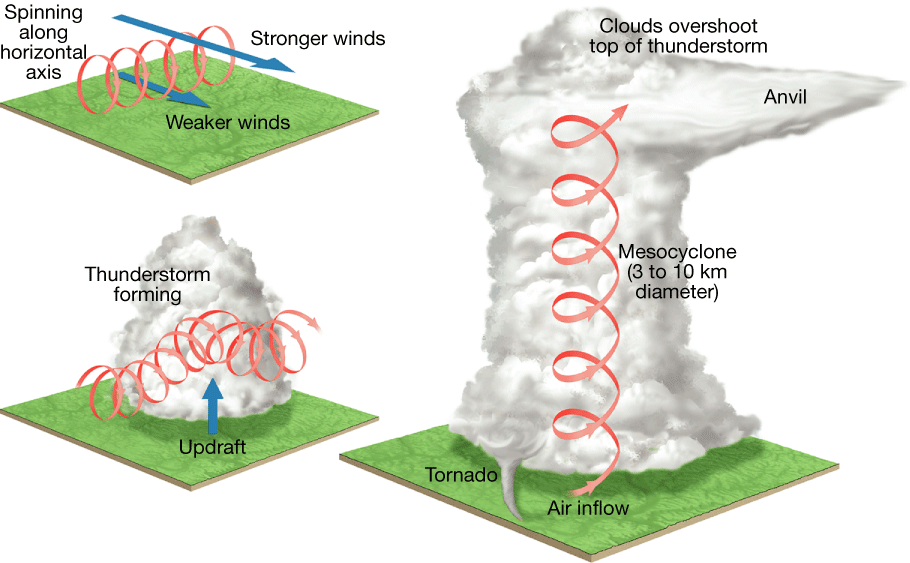 Spinning
along
horizontal
axis
Stronger winds
Weaker winds
Thunderstorm
forming
Updraft
Clouds overshoot
top of thunderstorm
Anvil
Mesocyclone
(3 to 10 km
diameter)
Tornado
Air inflow